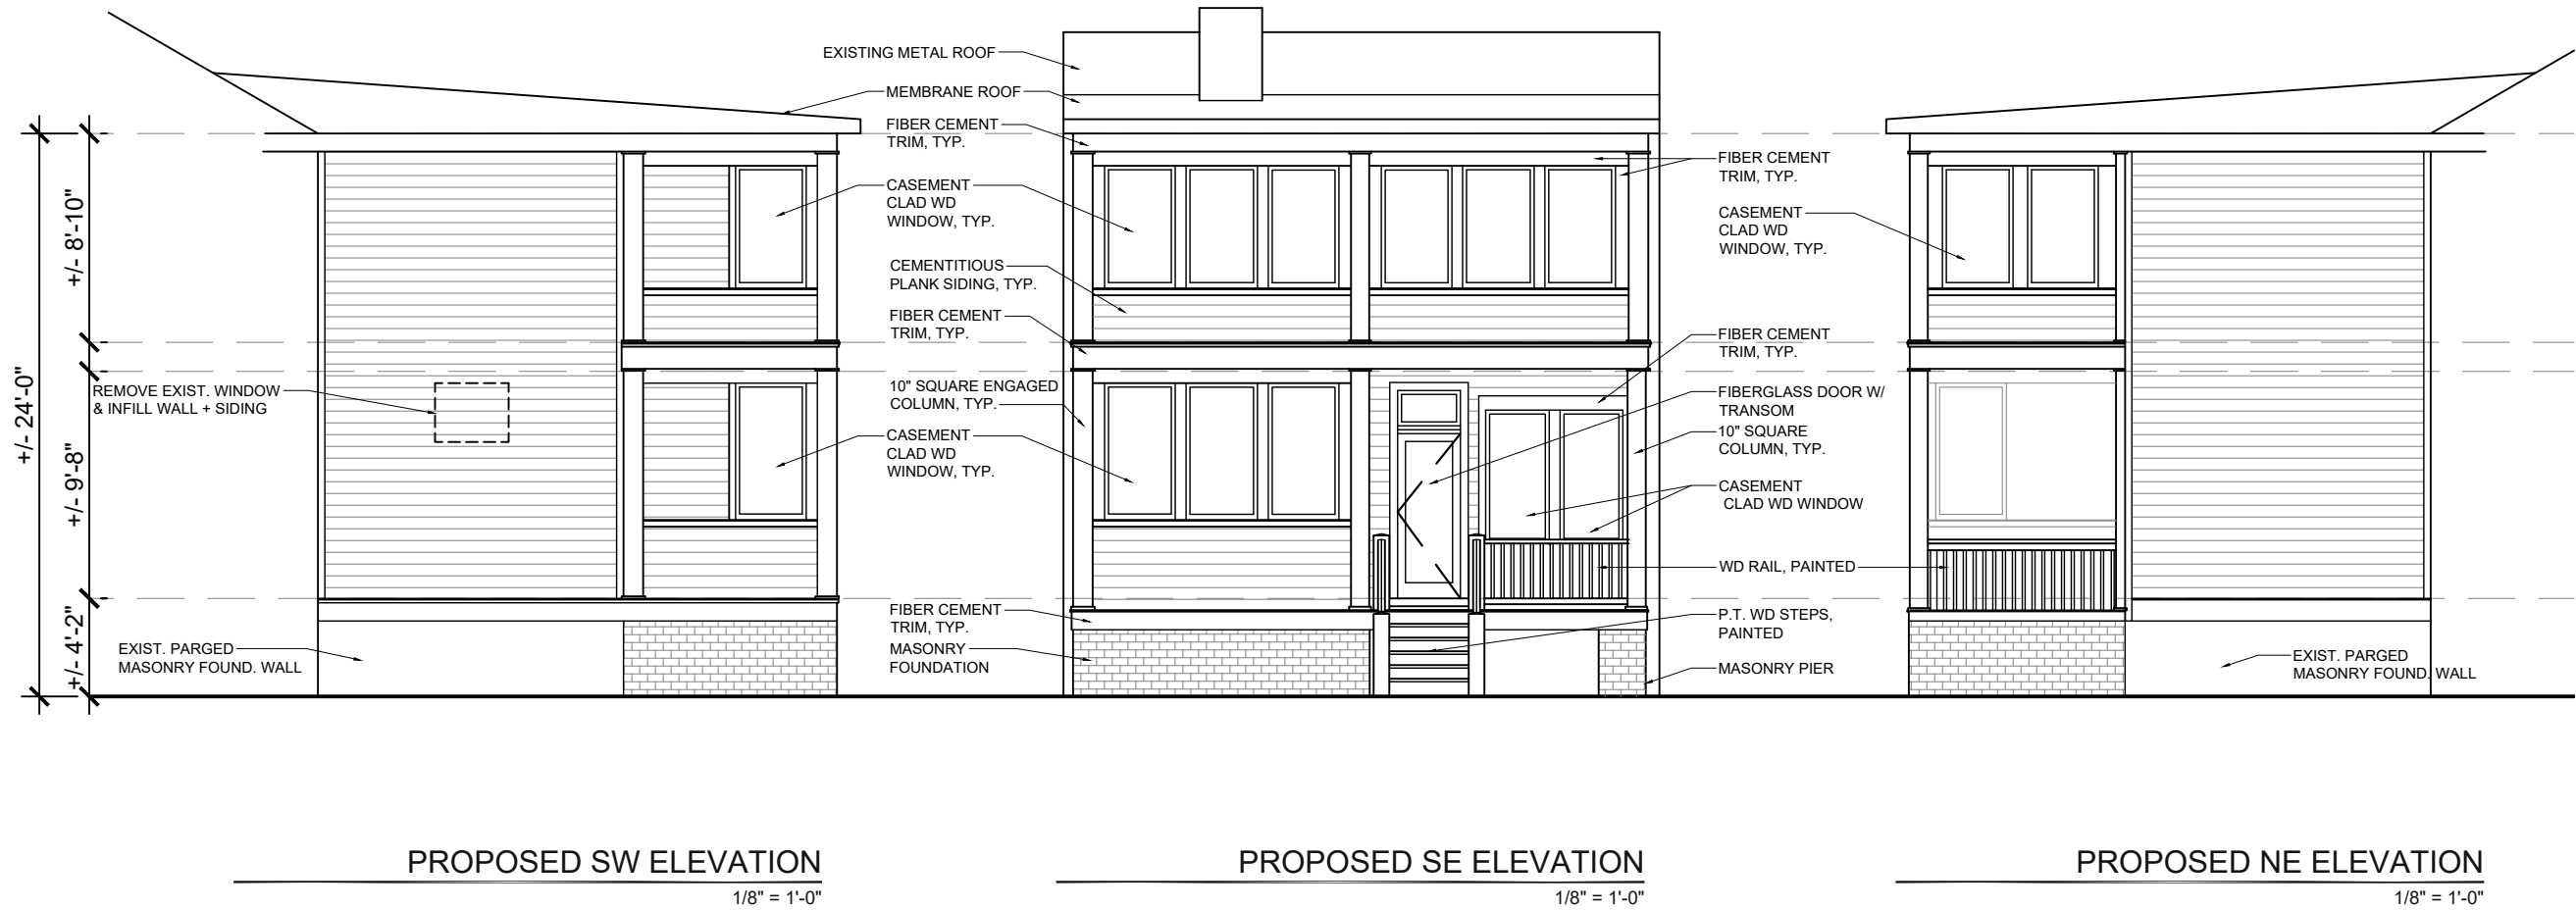 +/- 24'-0"
+/- 8'-10"
+/- 9'-8"
+/- 4'-2"
REMOVE EXIST. WINDOW
& INFILL WALL + SIDING
EXIST. PARGED
MASONRY FOUND. WALL
EXISTING METAL ROOF
MEMBRANE ROOF
FIBER CEMENT
TRIM, TYP.
CASEMENT
CLAD WD
WINDOW, TYP.
CEMENTITIOUS
PLANK SIDING, TYP.
FIBER CEMENT
TRIM, TYP.
10" SQUARE ENGAGED
COLUMN, TYP.
CASEMENT
CLAD WD
WINDOW, TYP.
FIBER CEMENT
TRIM, TYP.
MASONRY
FOUNDATION
FIBER CEMENT
TRIM, TYP.
CASEMENT
CLAD WD
WINDOW, TYP.
FIBER CEMENT
TRIM, TYP.
FIBERGLASS DOOR W/
TRANSOM
10" SQUARE
COLUMN, TYP.
CASEMENT
CLAD WD WINDOW
WD RAIL, PAINTED
P.T. WD STEPS,
PAINTED
MASONRY PIER
EXIST. PARGED
MASONRY FOUND. WALL
PROPOSED SW ELEVATION
1/8" = 1'-0"
PROPOSED SE ELEVATION
1/8" = 1'-0"
PROPOSED NE ELEVATION
1/8" = 1'-0"